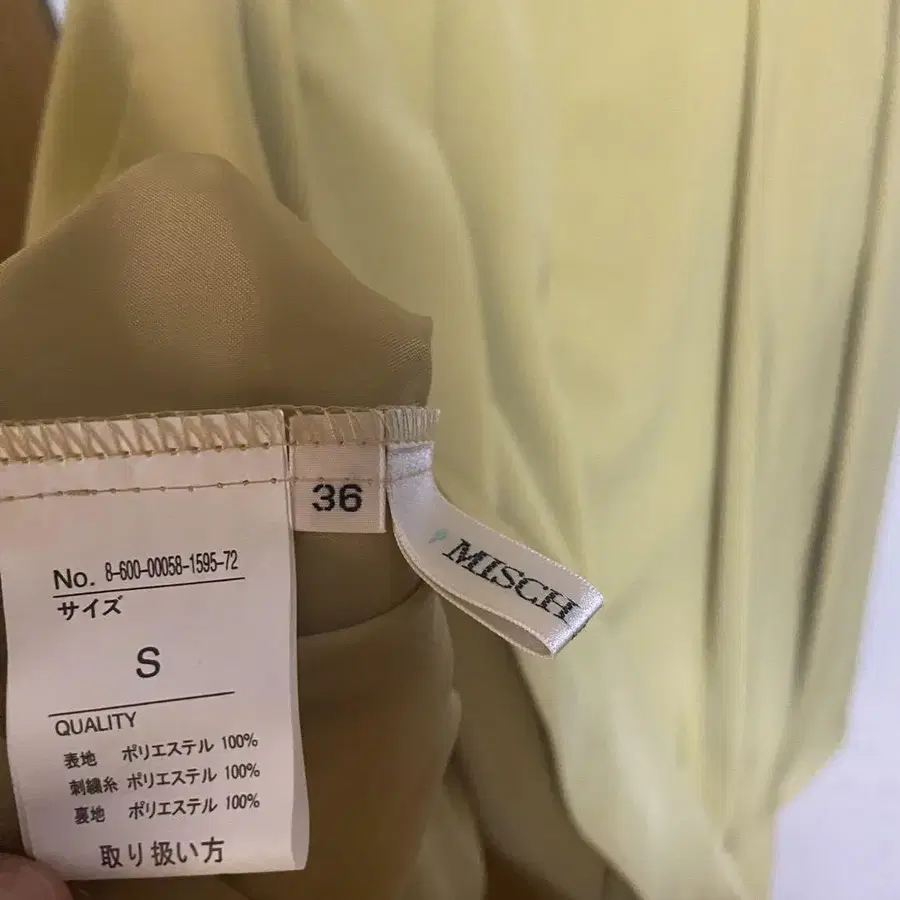 No. 8-600-00058-1595-72
サイズ
S
QUALITY
表地 ポリエステル 100%
刺繍糸 ポリエステル 100%
裏地 ポリエステル 100%
取り扱い方
36
'MISCH